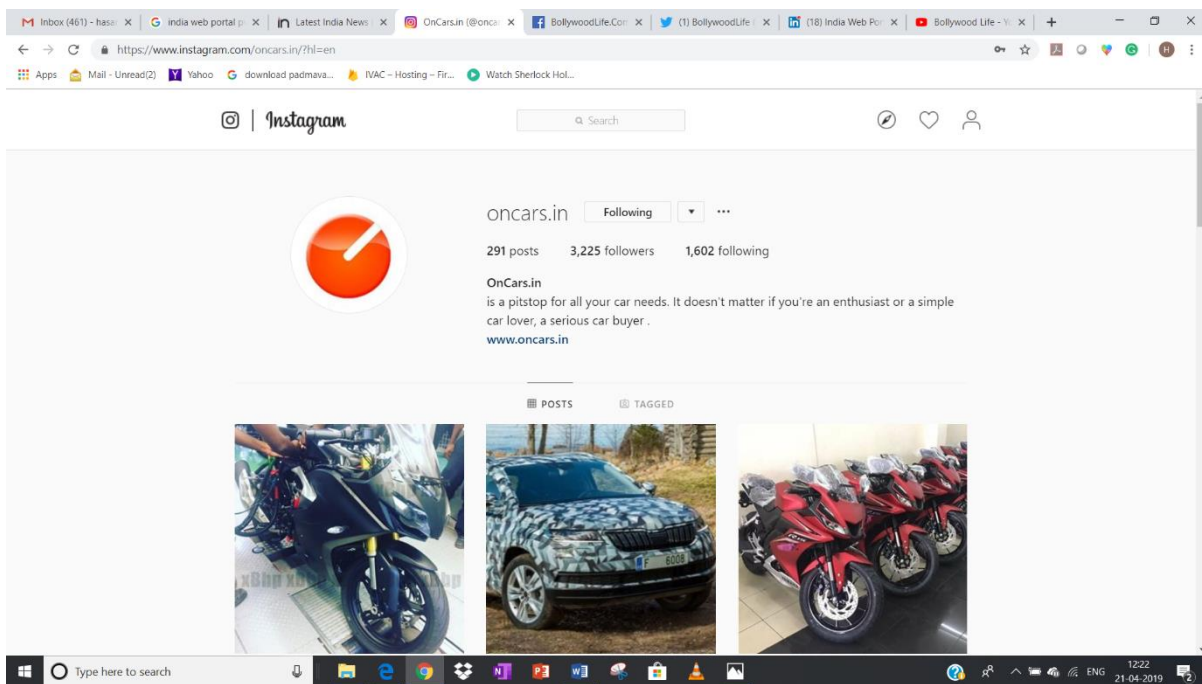 Inbox (461) - hasar
india web portal p
Latest India News
OnCars.in (@oncar
BollywoodLife.Com
(1) BollywoodLife
(18) India Web Por
Bollywood Life - Y
https://www.instagram.com/oncars.in/?hl=en
Apps
Mail - Unread(2)
Yahoo
download padmava...
IVAC – Hosting – Fir...
Watch Sherlock Hol...
Instagram
Search
oncars.in
Following
291 posts
3,225 followers
1,602 following
OnCars.in
is a pitstop for all your car needs. It doesn't matter if you're an enthusiast or a simple
car lover, a serious car buyer .
www.oncars.in
POSTS
TAGGED
F 6008
Type here to search
ENG
12:22
21-04-2019